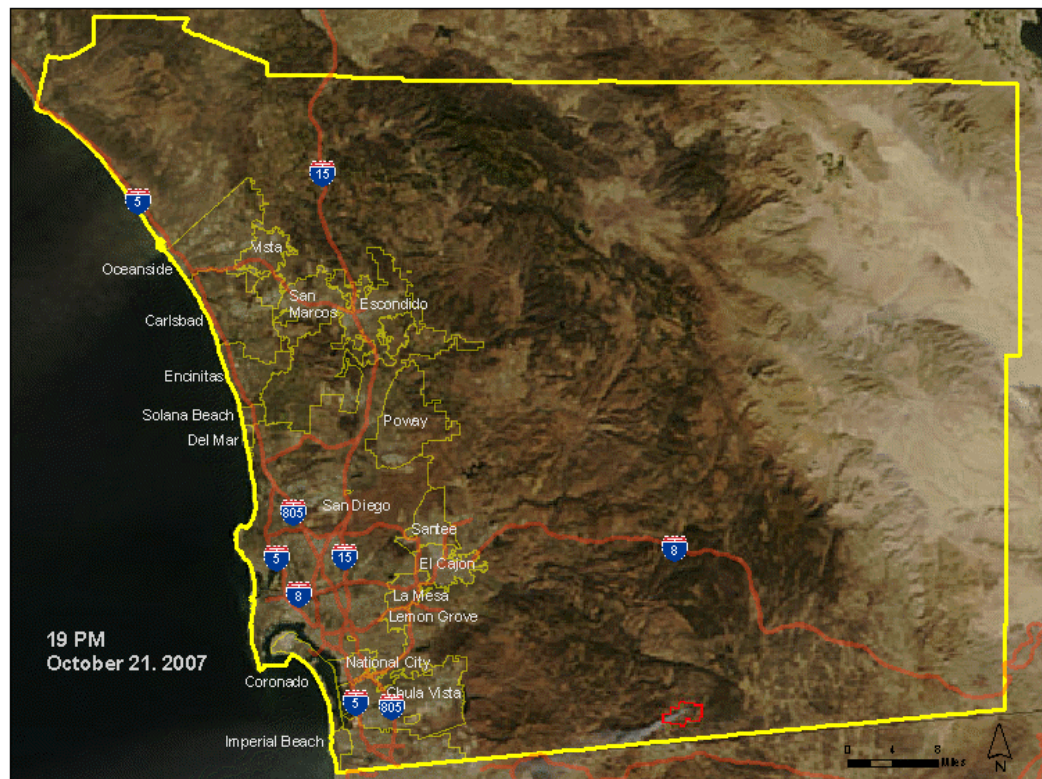 15
5
Vista
Oceanside
San
Marcos
Escondido
Carlsbad
Encinitas
Solana Beach
Poway
Del Mar
San Diego
805
Santee
5
15
8
El Cajon
8
La Mesa
Lemon Grove
19 PM
October 21. 2007
National City
Coronado
Chula Vista
5
805
Imperial Beach
0 4 8
Miles
N